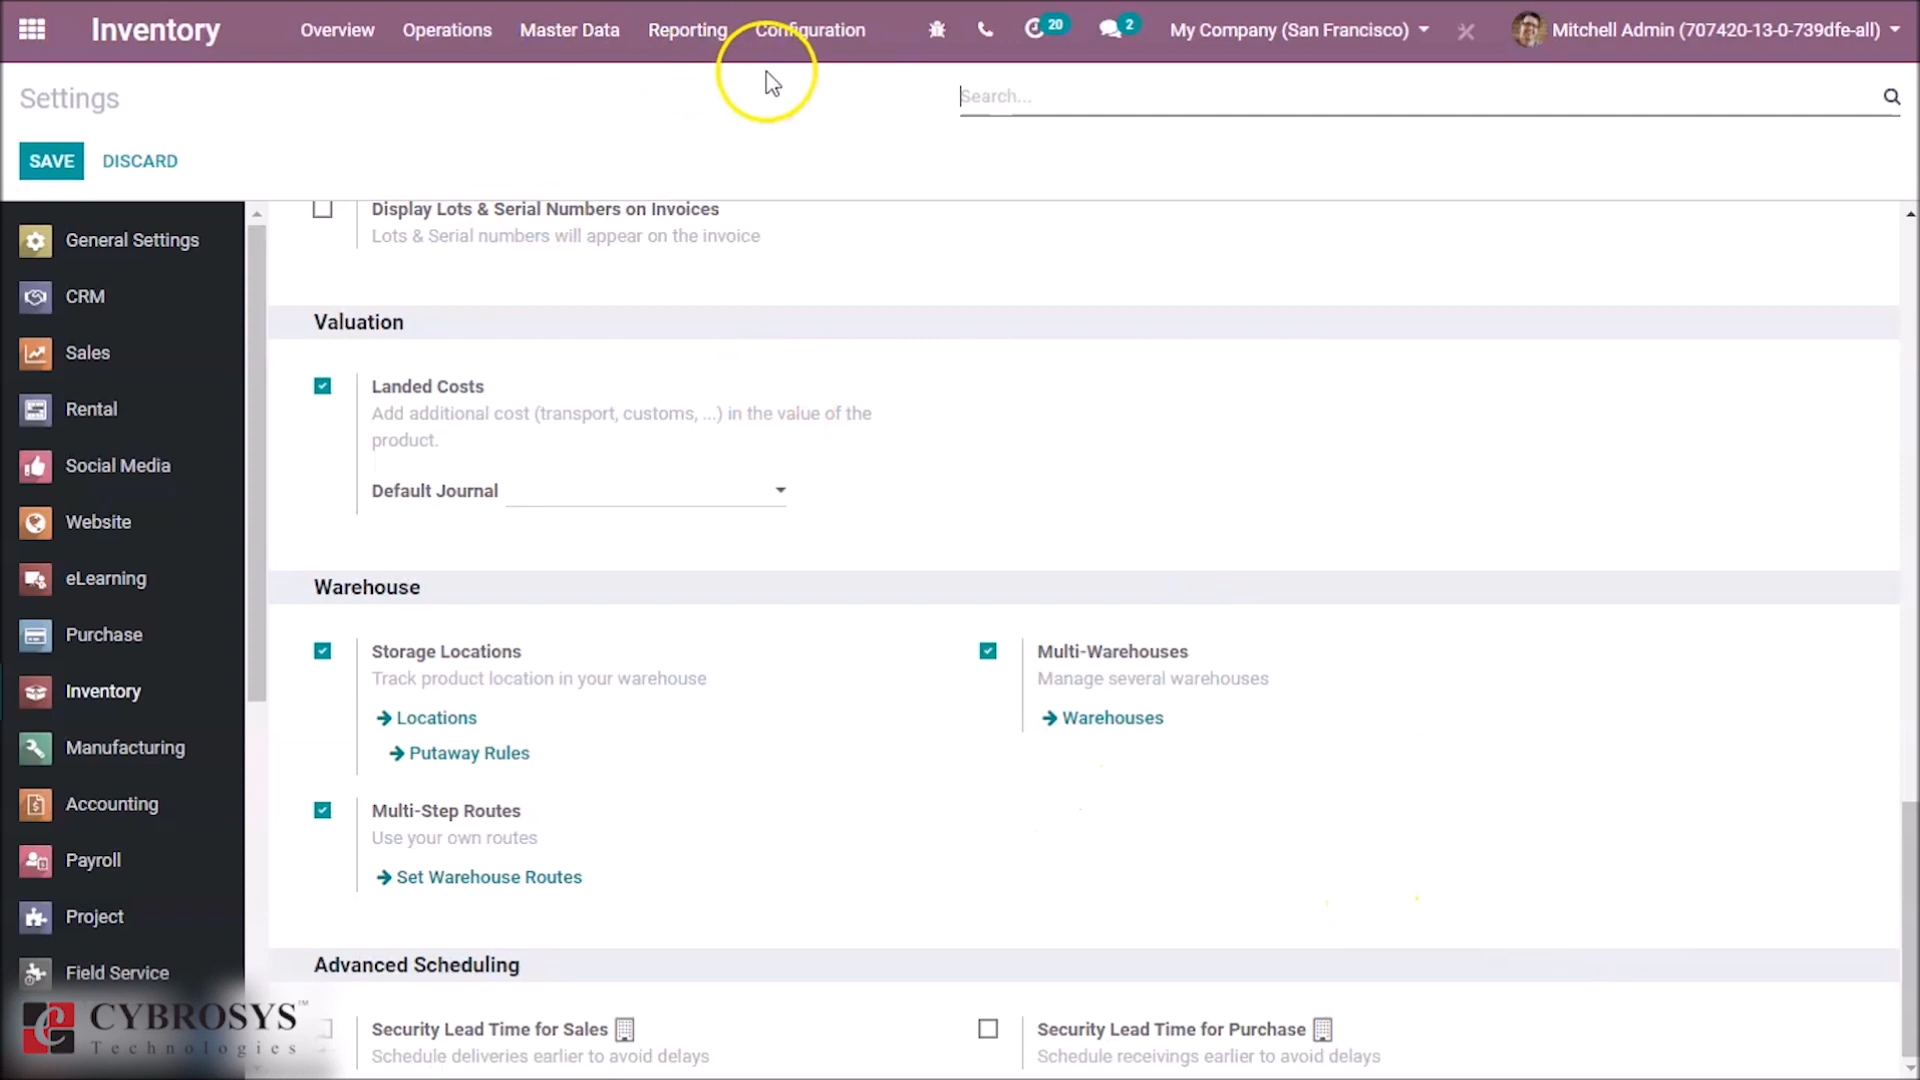 Inventory Overview Operations Master Data Reporting Configuration 20 2 My Company (San Francisco) Mitchell Admin (707420-13-0-739dfe-all)
Settings
Search...
SAVE DISCARD
General Settings
CRM
Sales
Rental
Social Media
Website
eLearning
Purchase
Inventory
Manufacturing
Accounting
Payroll
Project
Field Service
Display Lots & Serial Numbers on Invoices
Lots & Serial numbers will appear on the invoice
Valuation
Landed Costs
Add additional cost (transport, customs, ...) in the value of the
product.
Default Journal
Warehouse
Storage Locations
Track product location in your warehouse
Locations
Putaway Rules
Multi-Warehouses
Manage several warehouses
Warehouses
Multi-Step Routes
Use your own routes
Set Warehouse Routes
Advanced Scheduling
Security Lead Time for Sales
Schedule deliveries earlier to avoid delays
Security Lead Time for Purchase
Schedule receivings earlier to avoid delays
CYBROSYS™
Technologies